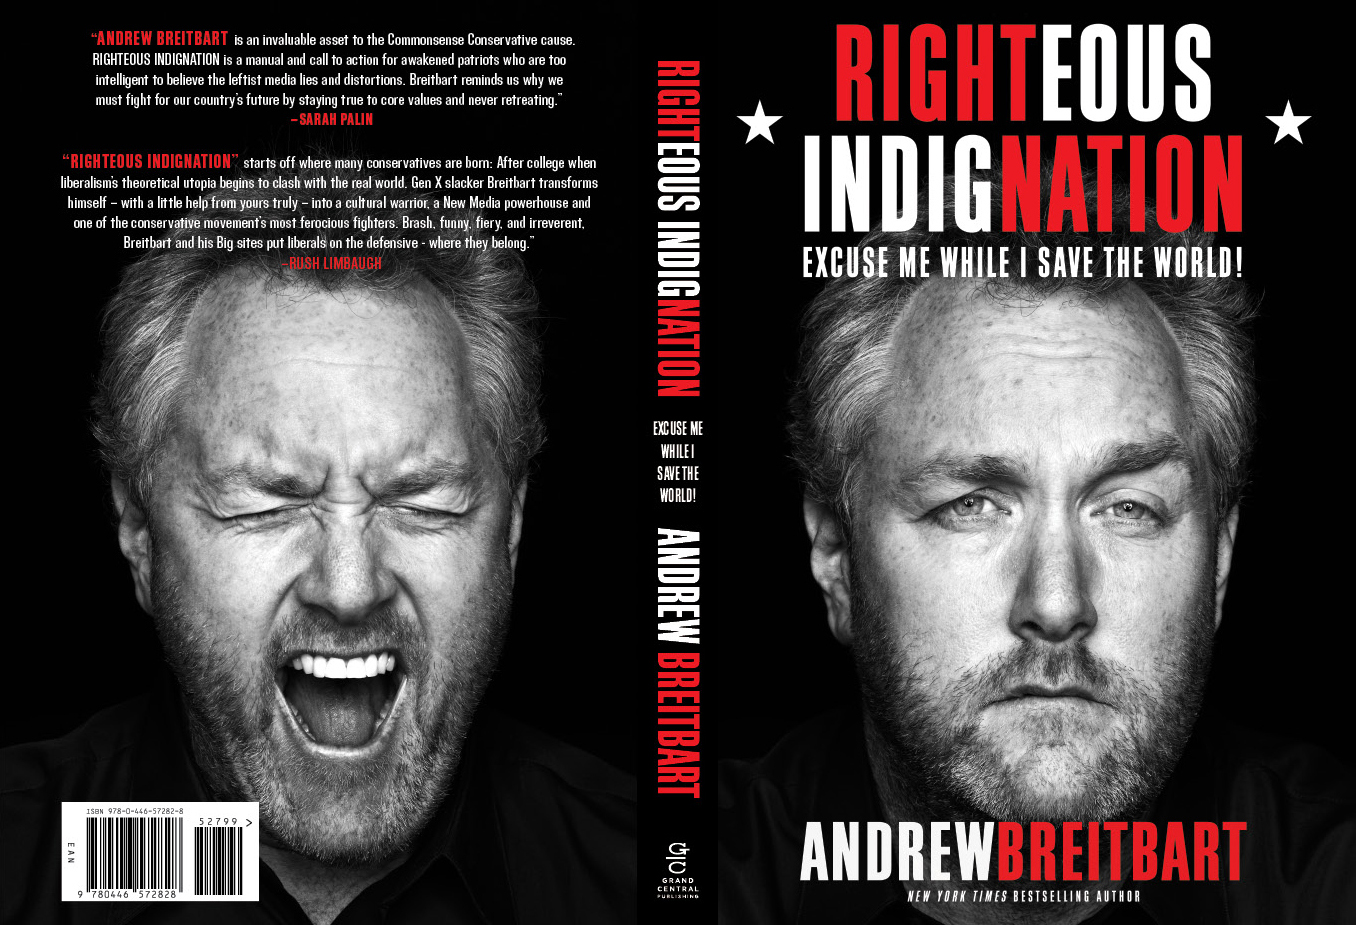 “ANDREW BREITBART is an invaluable asset to the Commonsense Conservative cause.
RIGHTEOUS INDIGNATION is a manual and call to action for awakened patriots who are too
intelligent to believe the leftist media lies and distortions. Breitbart reminds us why we
must fight for our country's future by staying true to core values and never retreating.”
–SARAH PALIN
“RIGHTEOUS INDIGNATION” starts off where many conservatives are born: After college when
liberalism's theoretical utopia begins to clash with the real world. Gen X slacker Breitbart transforms
himself – with a little help from yours truly – into a cultural warrior, a New Media powerhouse and
one of the conservative movement's most ferocious fighters. Brash, funny, fiery, and irreverent,
Breitbart and his Big sites put liberals on the defensive - where they belong.”
–RUSH LIMBAUGH
ISBN 978-0-446-57282-8
52799 >
EAN
9 780446 572828
RIGHTEOUS INDIGNATION
EXCUSE ME
WHILE I
SAVE THE
WORLD!
ANDREW BREITBART
GRAND
CENTRAL
PUBLISHING
RIGHTEOUS
INDIGNATION
EXCUSE ME WHILE I SAVE THE WORLD!
ANDREWBREITBART
NEW YORK TIMES BESTSELLING AUTHOR